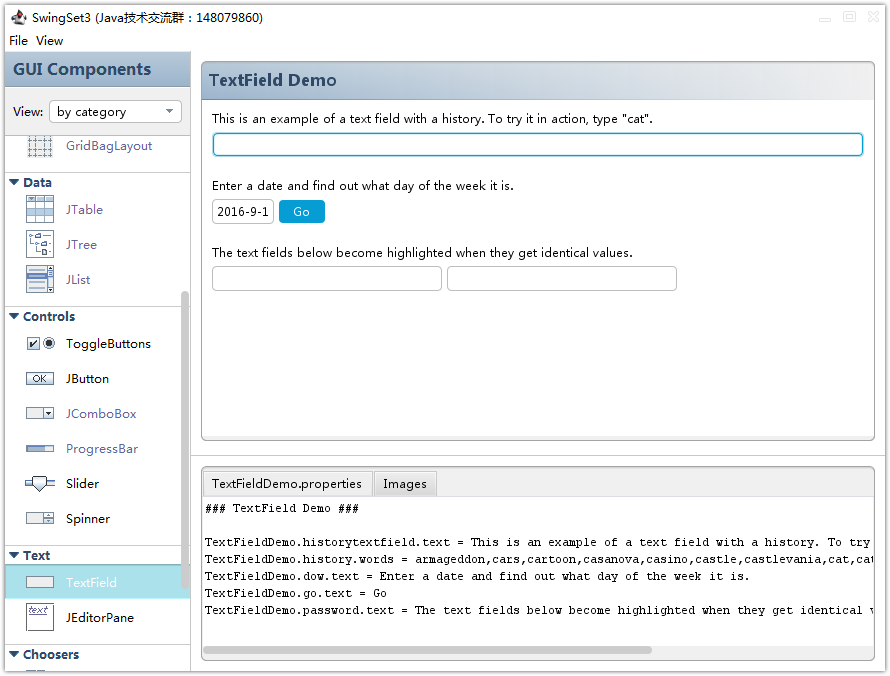 SwingSet3 (Java技术交流群：148079860)
File View
GUI Components
View: by category
GridBagLayout
Data
JTable
JTree
JList
Controls
ToggleButtons
OK JButton
JComboBox
ProgressBar
Slider
Spinner
Text
TextField
text JEditorPane
Choosers
TextField Demo
This is an example of a text field with a history. To try it in action, type "cat".
Enter a date and find out what day of the week it is.
2016-9-1 Go
The text fields below become highlighted when they get identical values.
TextFieldDemo.properties Images
### TextField Demo ###
TextFieldDemo.historytextfield.text = This is an example of a text field with a history. To try
TextFieldDemo.history.words = armageddon,cars,cartoon,casanova,casino,castle,castlevania,cat,cat
TextFieldDemo.dow.text = Enter a date and find out what day of the week it is.
TextFieldDemo.go.text = Go
TextFieldDemo.password.text = The text fields below become highlighted when they get identical v